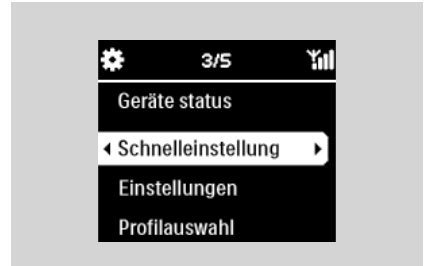 3/5
Geräte status
Schnelleinstellung
Einstellungen
Profilauswahl